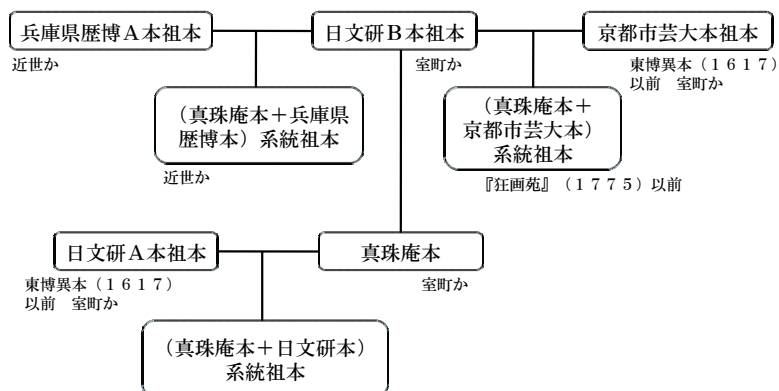 兵庫県歴博Ａ本祖本
日文研Ｂ本祖本
京都市芸大本祖本
近世か
室町か
東博異本（１６１７）
以前　室町か
（真珠庵本＋兵庫県
歴博本）系統祖本
（真珠庵本＋
京都市芸大本）
系統祖本
近世か
『狂画苑』（１７７５）以前
日文研Ａ本祖本
真珠庵本
東博異本（１６１７）
以前　室町か
室町か
（真珠庵本＋日文研本）
系統祖本